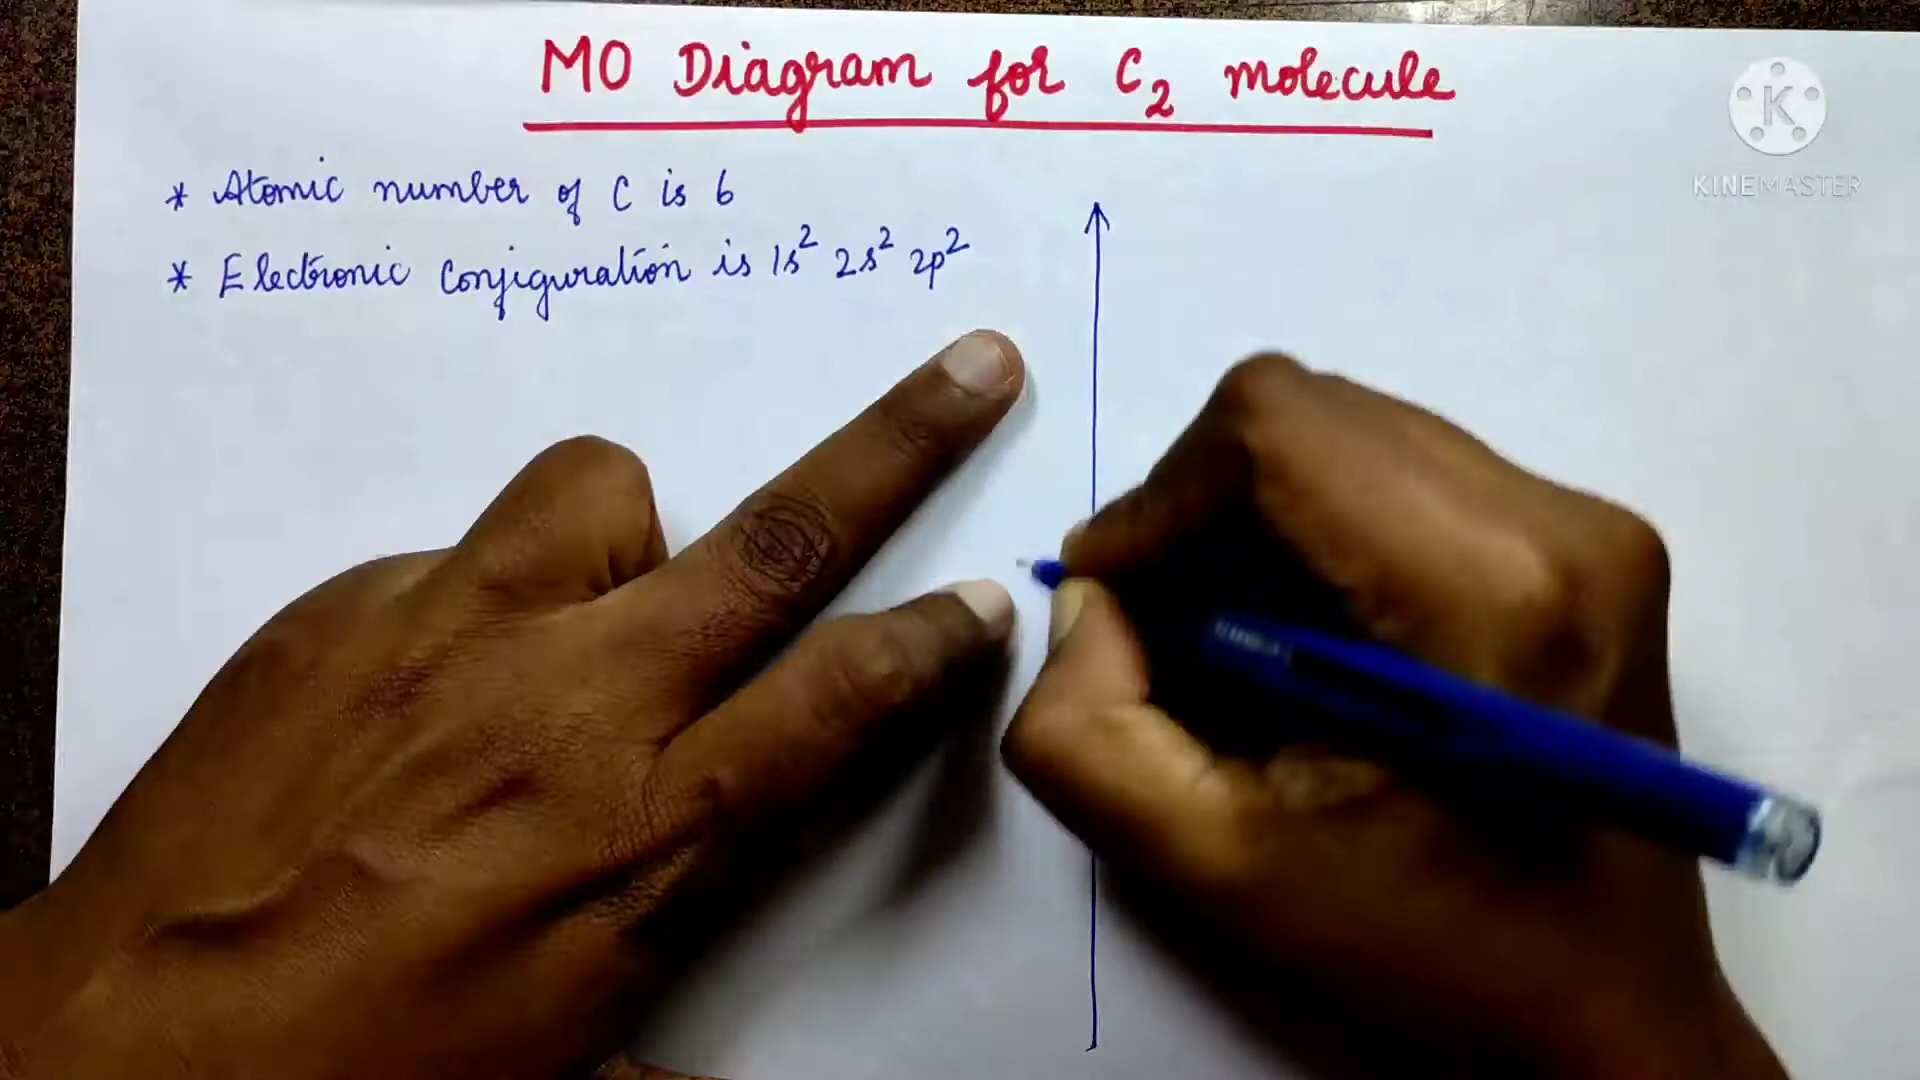 MO Diagram for C₂ molecule
* Atomic number of C is 6
* Electronic Configuration is 1s² 2s² 2p²
K
KINEMASTER